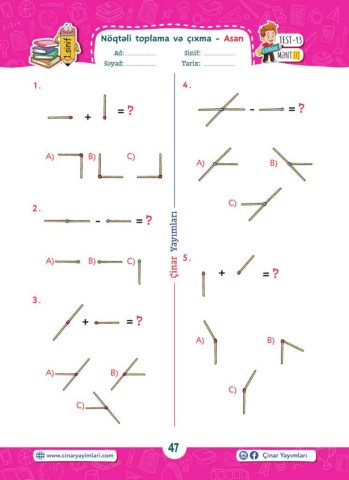 Nöqtəli toplama və çıxma - Asan
1.sinif
Ad: ............... Sinif: ...............
Soyad: ............... Tarix: ...............
TEST-13
MƏNTİQ
1.
+ = ?
A) B) C)
2.
- = ?
A) B) C)
3.
+ = ?
A) B)
C)
Çinar Yayımları
4.
- = ?
A) B)
C)
5.
+ = ?
A) B)
C)
47
www.cinaryayimlari.com
Çinar Yayımları